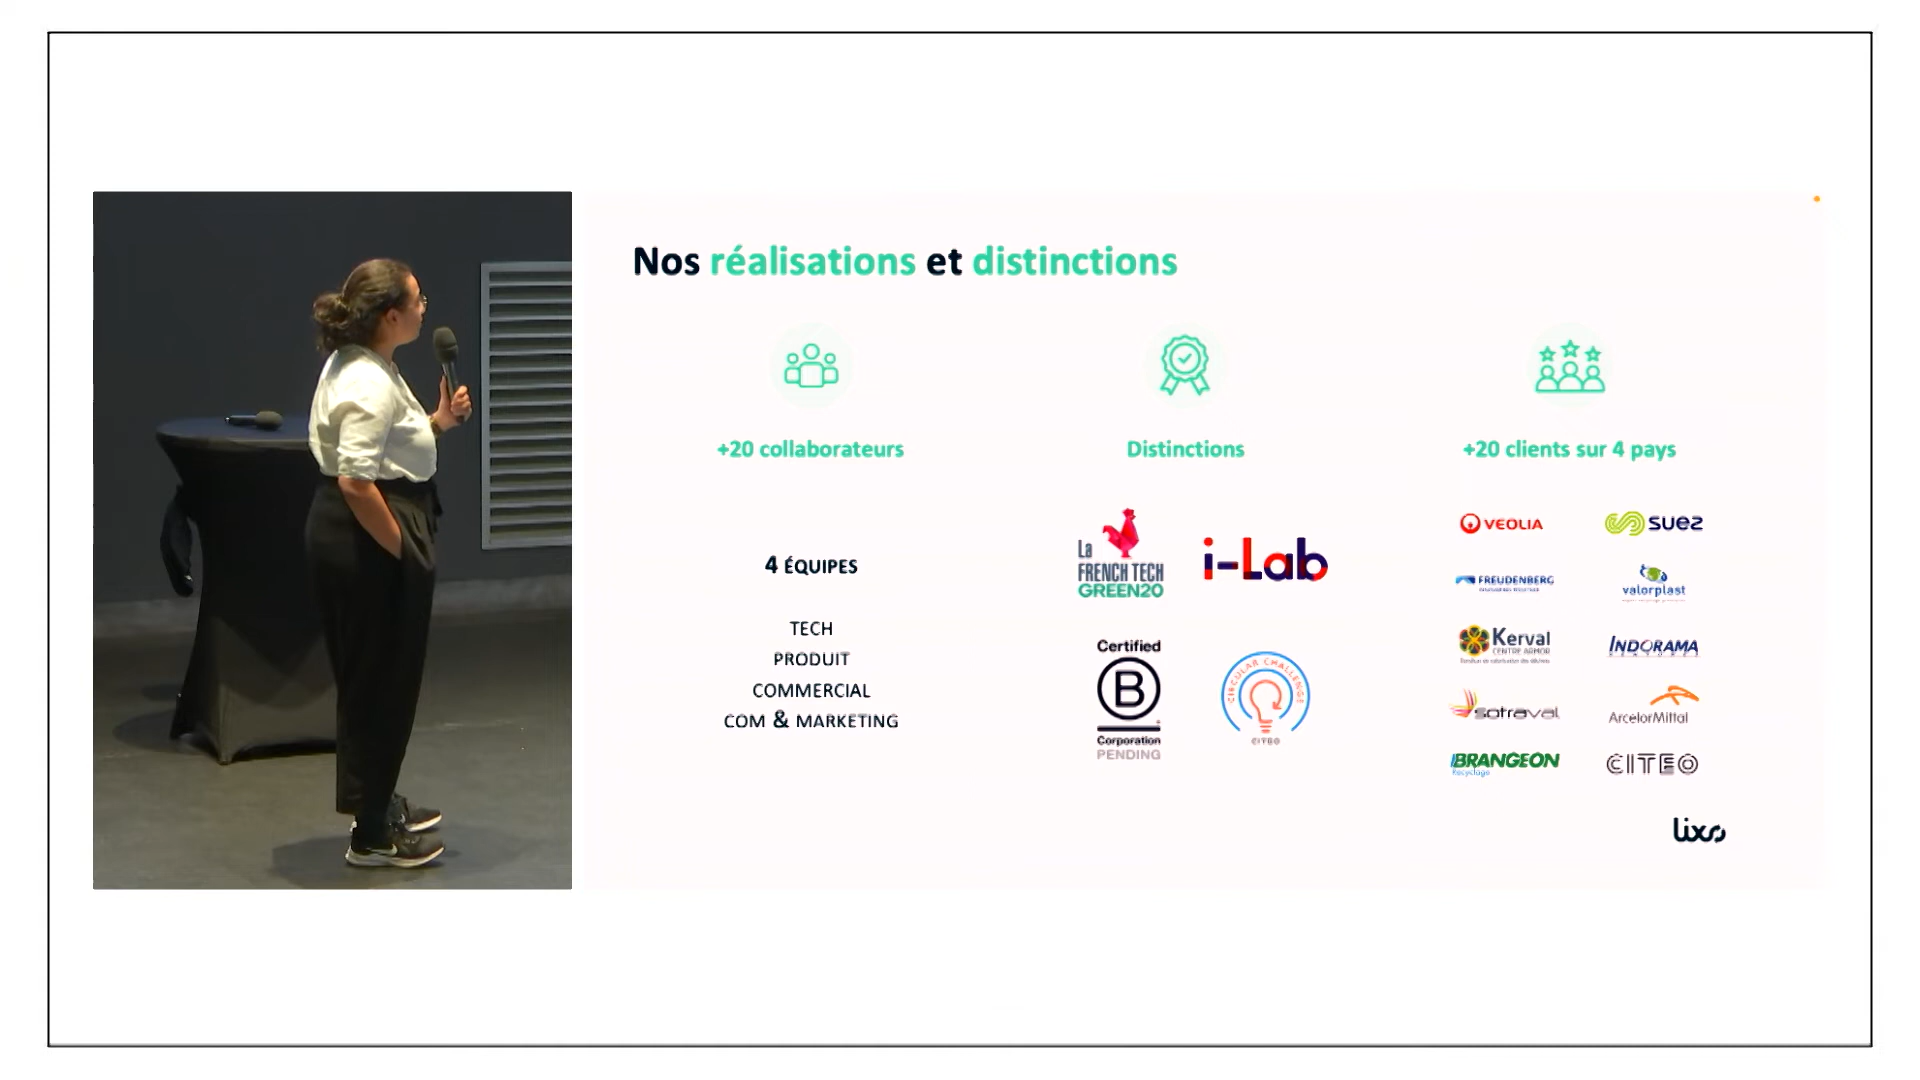 Nos réalisations et distinctions
+20 collaborateurs
4 ÉQUIPES
TECH
PRODUIT
COMMERCIAL
COM & MARKETING
Distinctions
La
FRENCH TECH
GREEN20
i-Lab
Certified
B
Corporation
PENDING
CIRCULAR CHALLENGE
CITEO
+20 clients sur 4 pays
VEOLIA
suez
FREUDENBERG
valorplast
Kerval
CENTRE ARMOR
INDORAMA
VENTURES
sotraval
ArcelorMittal
BRANGEON
Recyclage
CITEO
lixo